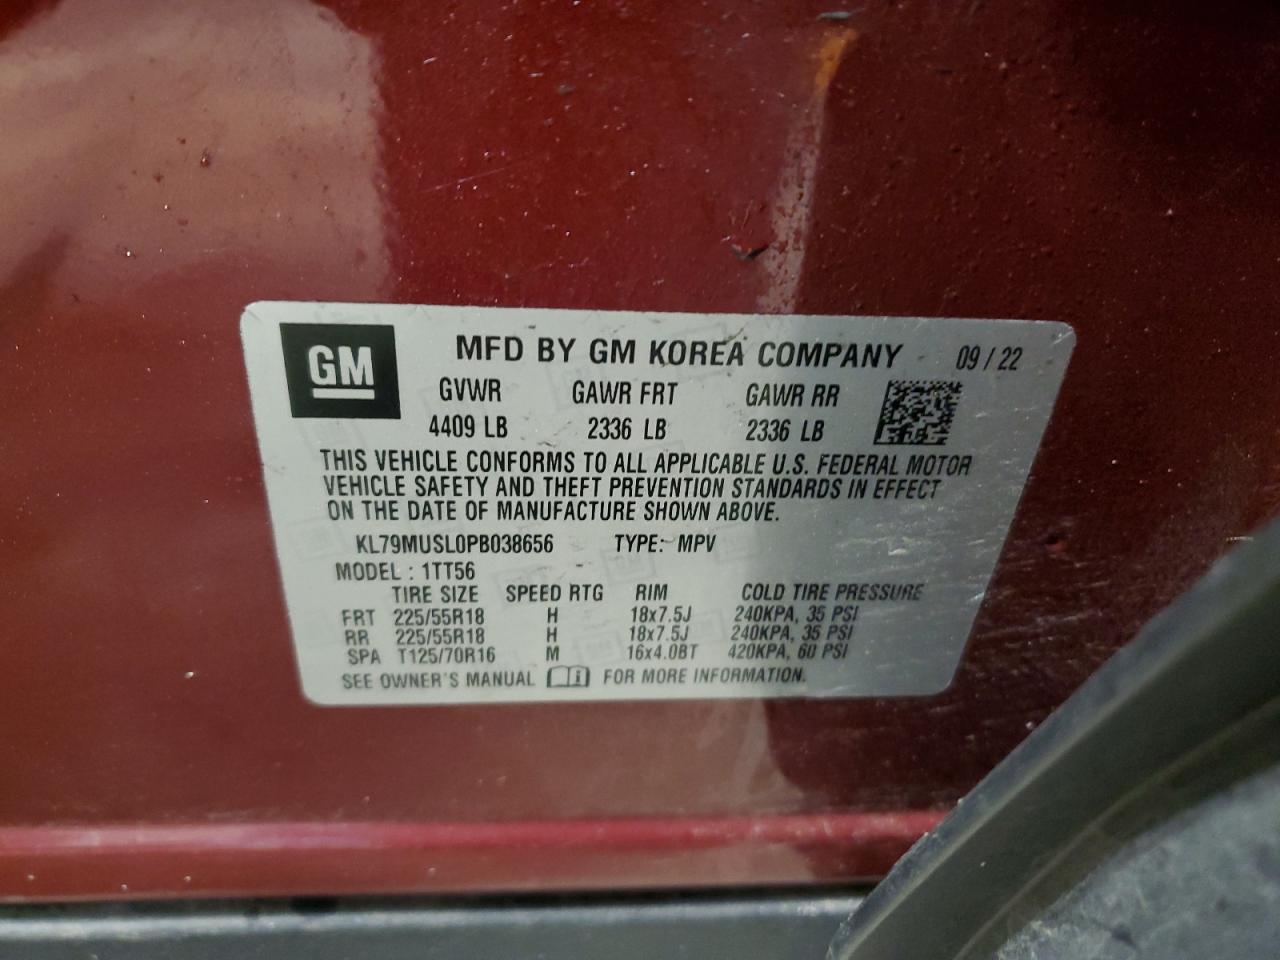 GM MFD BY GM KOREA COMPANY 09 / 22
GVWR GAWR FRT GAWR RR
4409 LB 2336 LB 2336 LB
THIS VEHICLE CONFORMS TO ALL APPLICABLE U.S. FEDERAL MOTOR
VEHICLE SAFETY AND THEFT PREVENTION STANDARDS IN EFFECT
ON THE DATE OF MANUFACTURE SHOWN ABOVE.
KL79MUSL0PB038656 TYPE: MPV
MODEL : 1TT56
TIRE SIZE SPEED RTG RIM COLD TIRE PRESSURE
FRT 225/55R18 H 18x7.5J 240KPA, 35 PSI
RR 225/55R18 H 18x7.5J 240KPA, 35 PSI
SPA T125/70R16 M 16x4.0BT 420KPA, 60 PSI
SEE OWNER'S MANUAL FOR MORE INFORMATION.